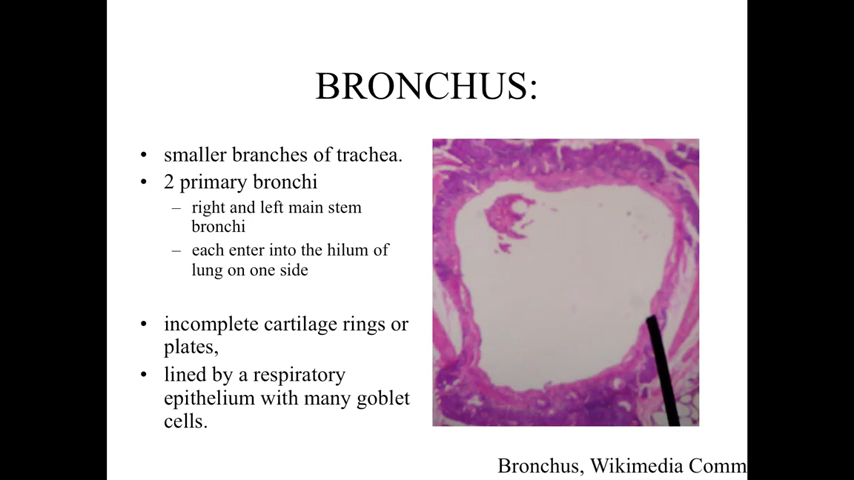 BRONCHUS:
• smaller branches of trachea.
• 2 primary bronchi
– right and left main stem
bronchi
– each enter into the hilum of
lung on one side
• incomplete cartilage rings or
plates,
• lined by a respiratory
epithelium with many goblet
cells.
Bronchus, Wikimedia Comm